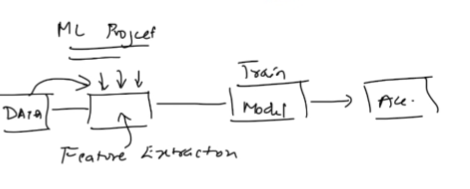 ML Project
Train
DATA
Model
Acc.
Feature Extraction